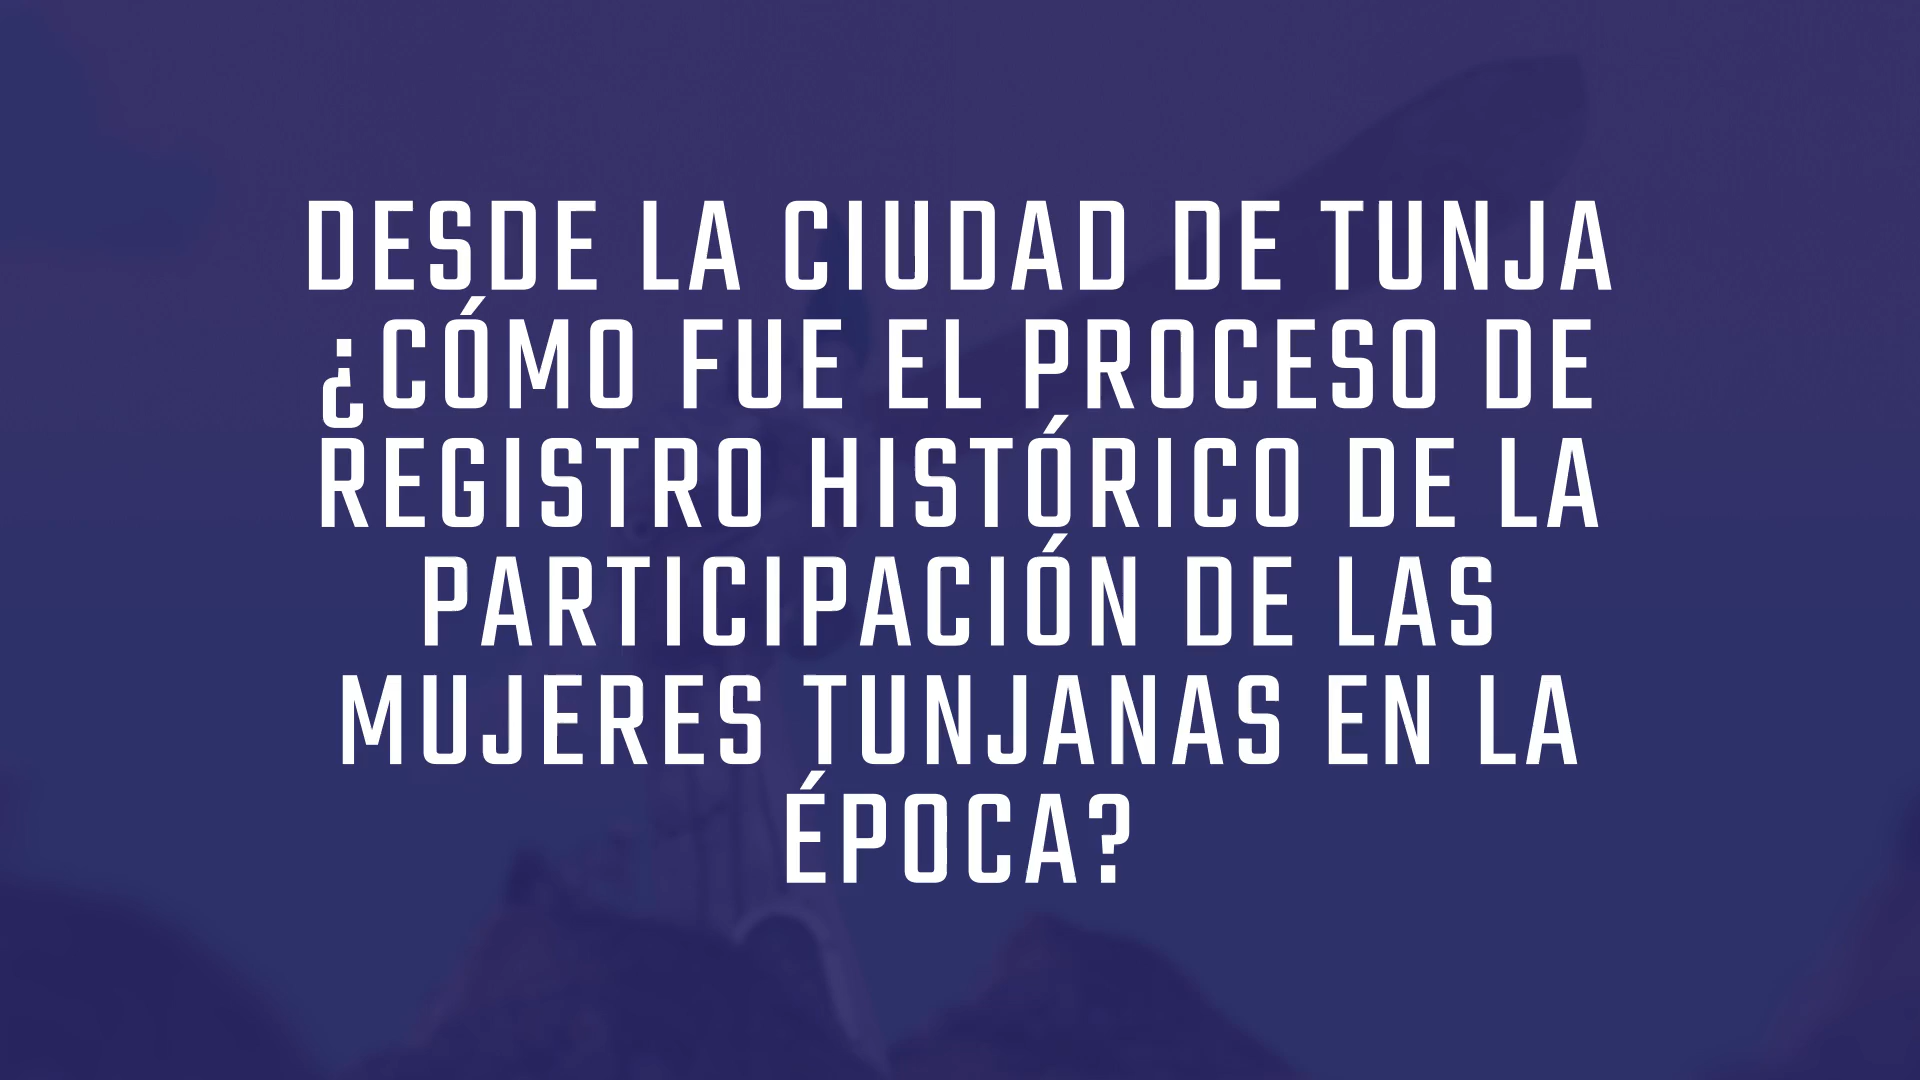 DESDE LA CIUDAD DE TUNJA
¿CÓMO FUE EL PROCESO DE
REGISTRO HISTÓRICO DE LA
PARTICIPACIÓN DE LAS
MUJERES TUNJANAS EN LA
ÉPOCA?